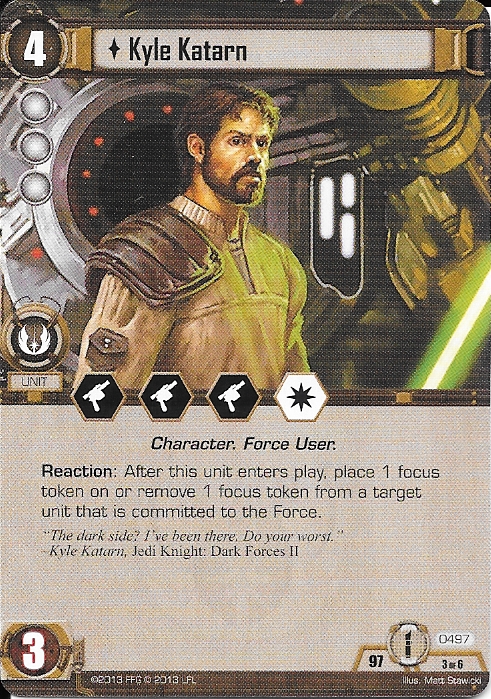 4
Kyle Katarn
UNIT
Character. Force User.
Reaction: After this unit enters play, place 1 focus
token on or remove 1 focus token from a target
unit that is committed to the Force.
"The dark side? I've been there. Do your worst."
–Kyle Katarn, Jedi Knight: Dark Forces II
3
0497
97
3 OF 6
©2013 FFG © 2013 LFL
Illus. Matt Stawicki